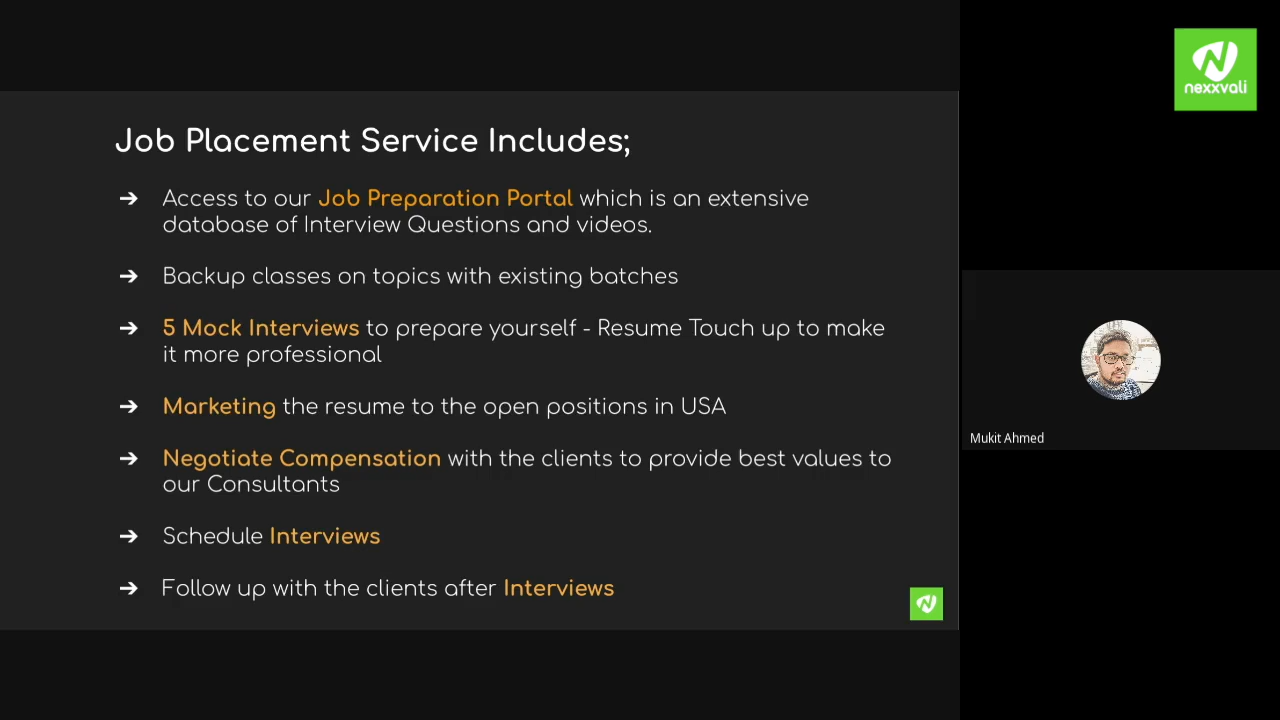 nexxvali
Job Placement Service Includes;
➔ Access to our Job Preparation Portal which is an extensive
database of Interview Questions and videos.
➔ Backup classes on topics with existing batches
➔ 5 Mock Interviews to prepare yourself - Resume Touch up to make
it more professional
➔ Marketing the resume to the open positions in USA
➔ Negotiate Compensation with the clients to provide best values to
our Consultants
➔ Schedule Interviews
➔ Follow up with the clients after Interviews
Mukit Ahmed